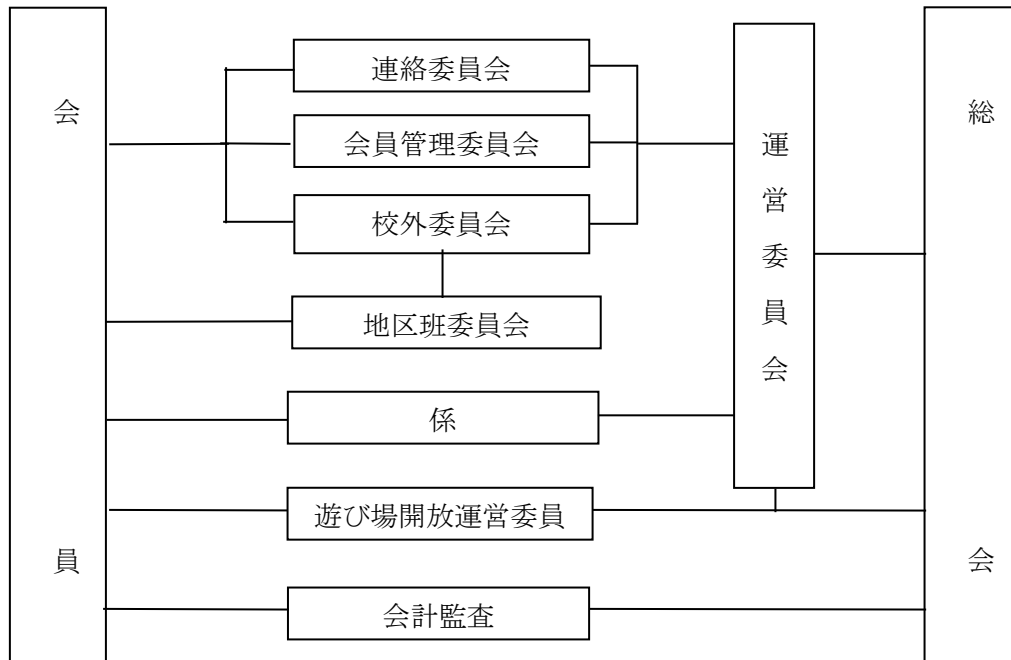 会員
連絡委員会
会員管理委員会
校外委員会
地区班委員会
係
遊び場開放運営委員
会計監査
運営委員会
総会